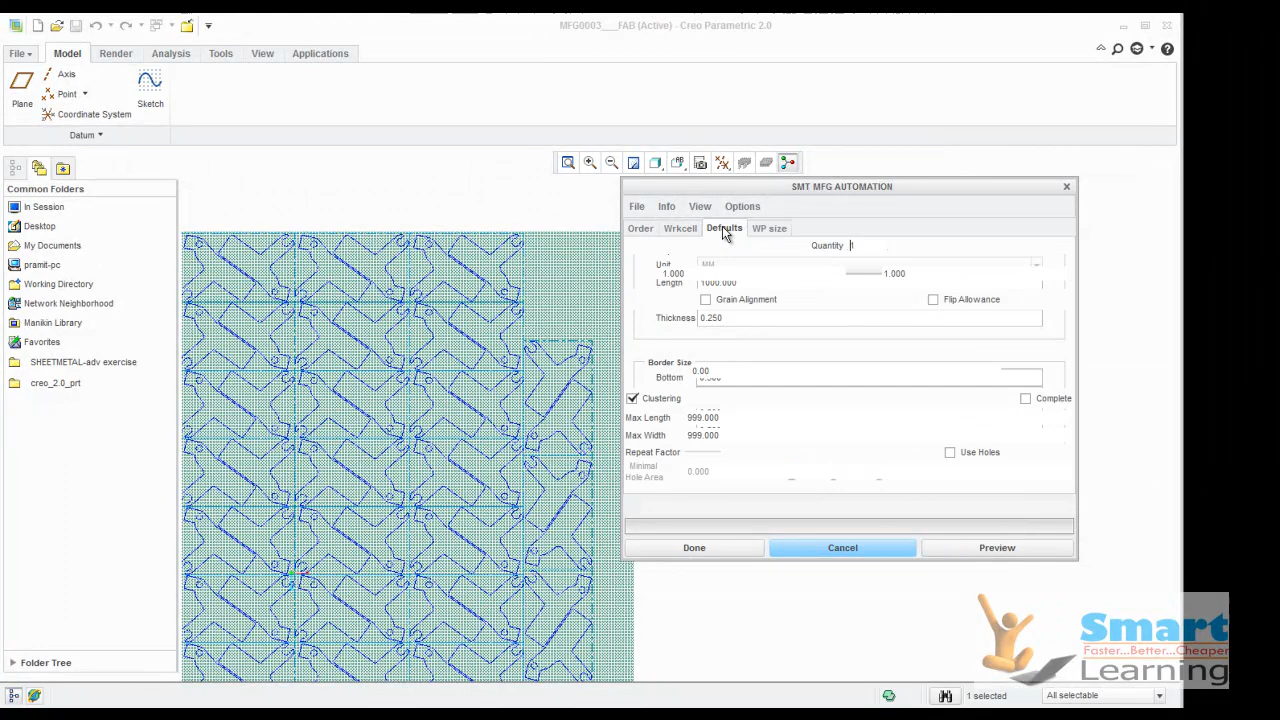 MFG0003___FAB (Active) - Creo Parametric 2.0
File Model Render Analysis Tools View Applications
Plane
Axis
Point
Coordinate System
Sketch
Datum
Common Folders
In Session
Desktop
My Documents
pramit-pc
Working Directory
Network Neighborhood
Manikin Library
Favorites
SHEETMETAL-adv exercise
creo_2.0_prt
Folder Tree
SMT MFG AUTOMATION
File Info View Options
Order Wrkcell Defaults WP size
Quantity 1
Unit MM
1.000 1.000
Length 1000.000
Grain Alignment Flip Allowance
Thickness 0.250
Border Size
0.00
Bottom
Clustering Complete
Max Length 999.000
Max Width 999.000
Repeat Factor Use Holes
Minimal
Hole Area 0.000
Done Cancel Preview
Smart
Faster...Better...Cheaper
Learning
1 selected All selectable